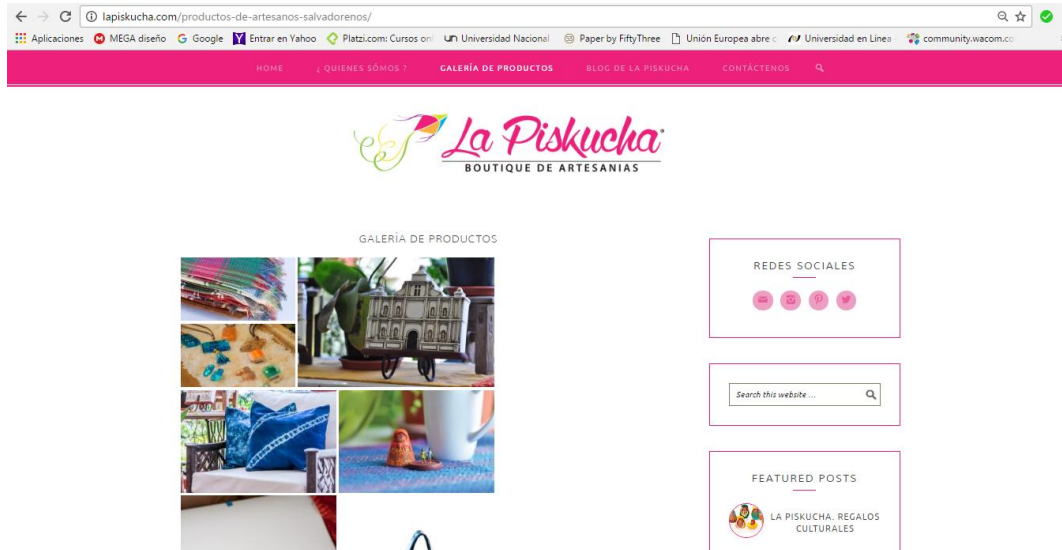 lapiskucha.com/productos-de-artesanos-salvadorenos/
Aplicaciones MEGA diseño Google Entrar en Yahoo Platzi.com: Cursos onl Universidad Nacional Paper by FiftyThree Unión Europea abre c Universidad en Linea community.wacom.co
HOME ¿ QUIENES SÓMOS ? GALERÍA DE PRODUCTOS BLOG DE LA PISKUCHA CONTÁCTENOS
La Piskucha
BOUTIQUE DE ARTESANIAS
GALERÍA DE PRODUCTOS
REDES SOCIALES
Search this website ...
FEATURED POSTS
LA PISKUCHA. REGALOS
CULTURALES